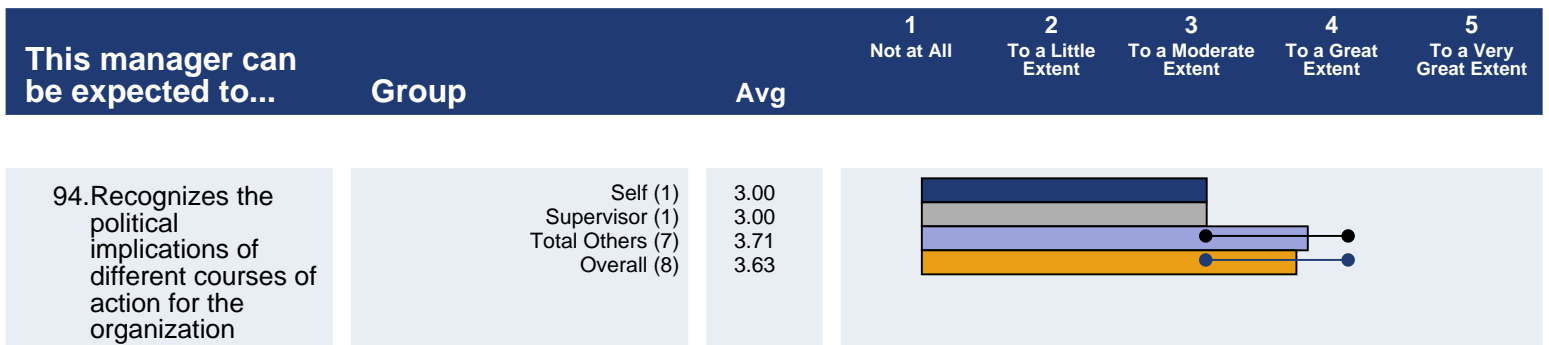 1 2 3 4 5
Not at All To a Little To a Moderate To a Great To a Very
Extent Extent Extent Great Extent
This manager can
be expected to... Group Avg
94.Recognizes the Self (1) 3.00
political Supervisor (1) 3.00
implications of Total Others (7) 3.71
different courses of Overall (8) 3.63
action for the
organization